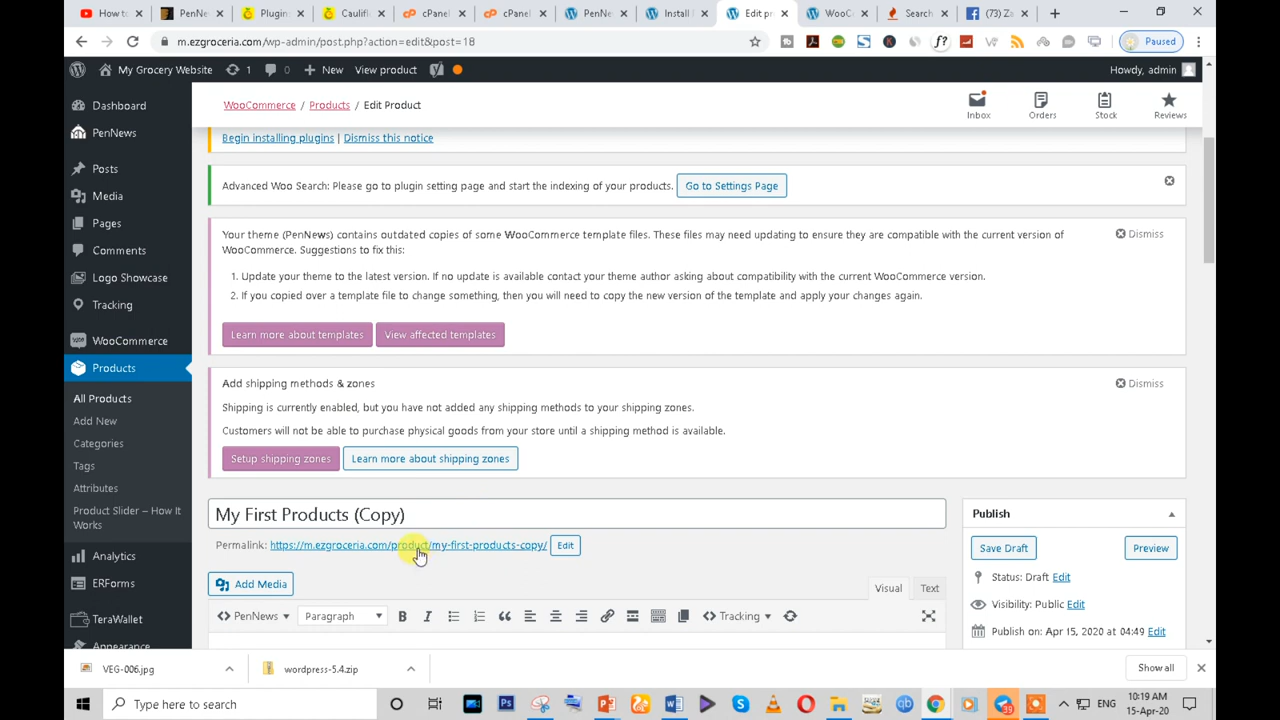 How to
PenNe
Plugin
Caulifl
cPanel
cPanel
PenNe
Install I
Edit pr
WooC
Search
(73) Za
m.ezgroceria.com/wp-admin/post.php?action=edit&post=18
Paused
My Grocery Website
1
0
New
View product
Howdy, admin
Dashboard
PenNews
Posts
Media
Pages
Comments
Logo Showcase
Tracking
WooCommerce
Products
All Products
Add New
Categories
Tags
Attributes
Product Slider – How It
Works
Analytics
ERForms
TeraWallet
Appearance
WooCommerce / Products / Edit Product
Inbox
Orders
Stock
Reviews
Begin installing plugins | Dismiss this notice
Advanced Woo Search: Please go to plugin setting page and start the indexing of your products. Go to Settings Page
Your theme (PenNews) contains outdated copies of some WooCommerce template files. These files may need updating to ensure they are compatible with the current version of
WooCommerce. Suggestions to fix this:
Dismiss
1. Update your theme to the latest version. If no update is available contact your theme author asking about compatibility with the current WooCommerce version.
2. If you copied over a template file to change something, then you will need to copy the new version of the template and apply your changes again.
Learn more about templates
View affected templates
Add shipping methods & zones
Dismiss
Shipping is currently enabled, but you have not added any shipping methods to your shipping zones.
Customers will not be able to purchase physical goods from your store until a shipping method is available.
Setup shipping zones
Learn more about shipping zones
My First Products (Copy)
Permalink: https://m.ezgroceria.com/product/my-first-products-copy/ Edit
Add Media
Visual
Text
PenNews
Paragraph
B
I
Tracking
Publish
Save Draft
Preview
Status: Draft Edit
Visibility: Public Edit
Publish on: Apr 15, 2020 at 04:49 Edit
VEG-006.jpg
wordpress-5.4.zip
Show all
Type here to search
39
ENG
10:19 AM
15-Apr-20